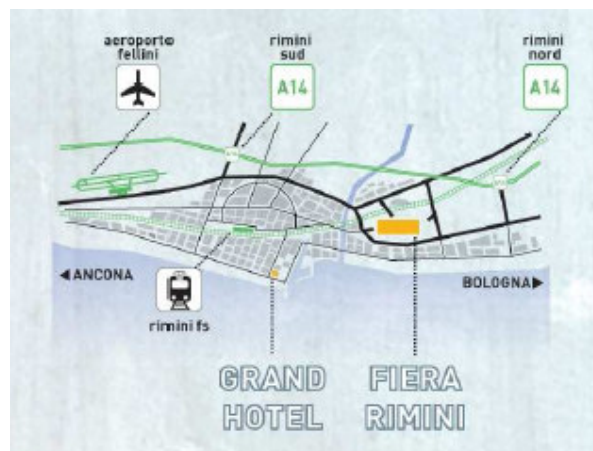 aeroporto
fellini
rimini
sud
rimini
nord
A14
A14
◄ANCONA
BOLOGNA►
rimini fs
GRAND
HOTEL
FIERA
RIMINI